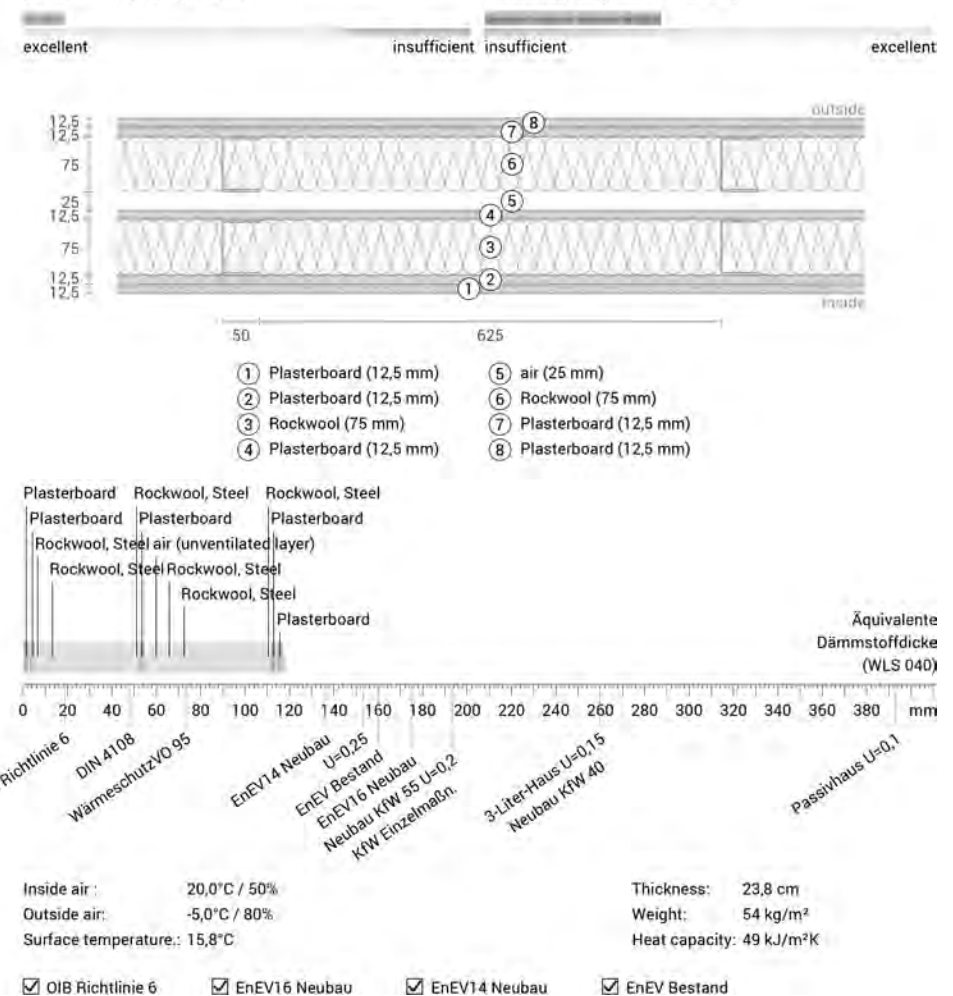 excellent insufficient insufficient excellent
outside
12,5
12,5
75
25
12,5
75
12,5
12,5
8
7
6
5
4
3
2
1
inside
50 625
1 Plasterboard (12,5 mm)
2 Plasterboard (12,5 mm)
3 Rockwool (75 mm)
4 Plasterboard (12,5 mm)
5 air (25 mm)
6 Rockwool (75 mm)
7 Plasterboard (12,5 mm)
8 Plasterboard (12,5 mm)
Plasterboard Rockwool, Steel Rockwool, Steel
Plasterboard Plasterboard Plasterboard
Rockwool, Steel air (unventilated layer)
Rockwool, Steel Rockwool, Steel
Rockwool, Steel
Plasterboard
Äquivalente
Dämmstoffdicke
(WLS 040)
0 20 40 60 80 100 120 140 160 180 200 220 240 260 280 300 320 340 360 380 mm
Richtlinie 6
DIN 4108
WärmeschutzVO 95
EnEV14 Neubau
U=0,25
EnEV Bestand
EnEV16 Neubau
Neubau KfW 55 U=0,2
KfW Einzelmaßn.
3-Liter-Haus U=0,15
Neubau KfW 40
Passivhaus U=0,1
Inside air : 20,0°C / 50%
Outside air: -5,0°C / 80%
Surface temperature.: 15,8°C
Thickness: 23,8 cm
Weight: 54 kg/m²
Heat capacity: 49 kJ/m²K
OIB Richtlinie 6 EnEV16 Neubau EnEV14 Neubau EnEV Bestand